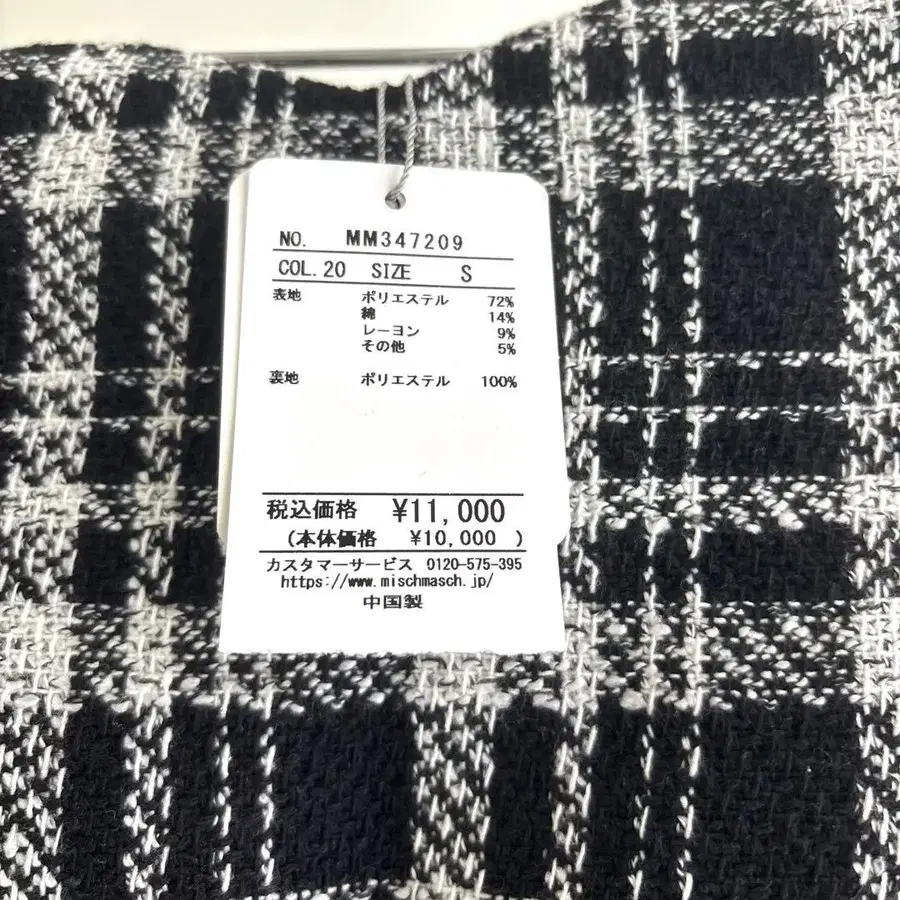 NO. MM347209
COL.20 SIZE S
表地 ポリエステル 72%
綿 14%
レーヨン 9%
その他 5%
裏地 ポリエステル 100%
税込価格 ¥11,000
(本体価格 ¥10,000 )
カスタマーサービス 0120-575-395
https://www.mischmasch.jp/
中国製